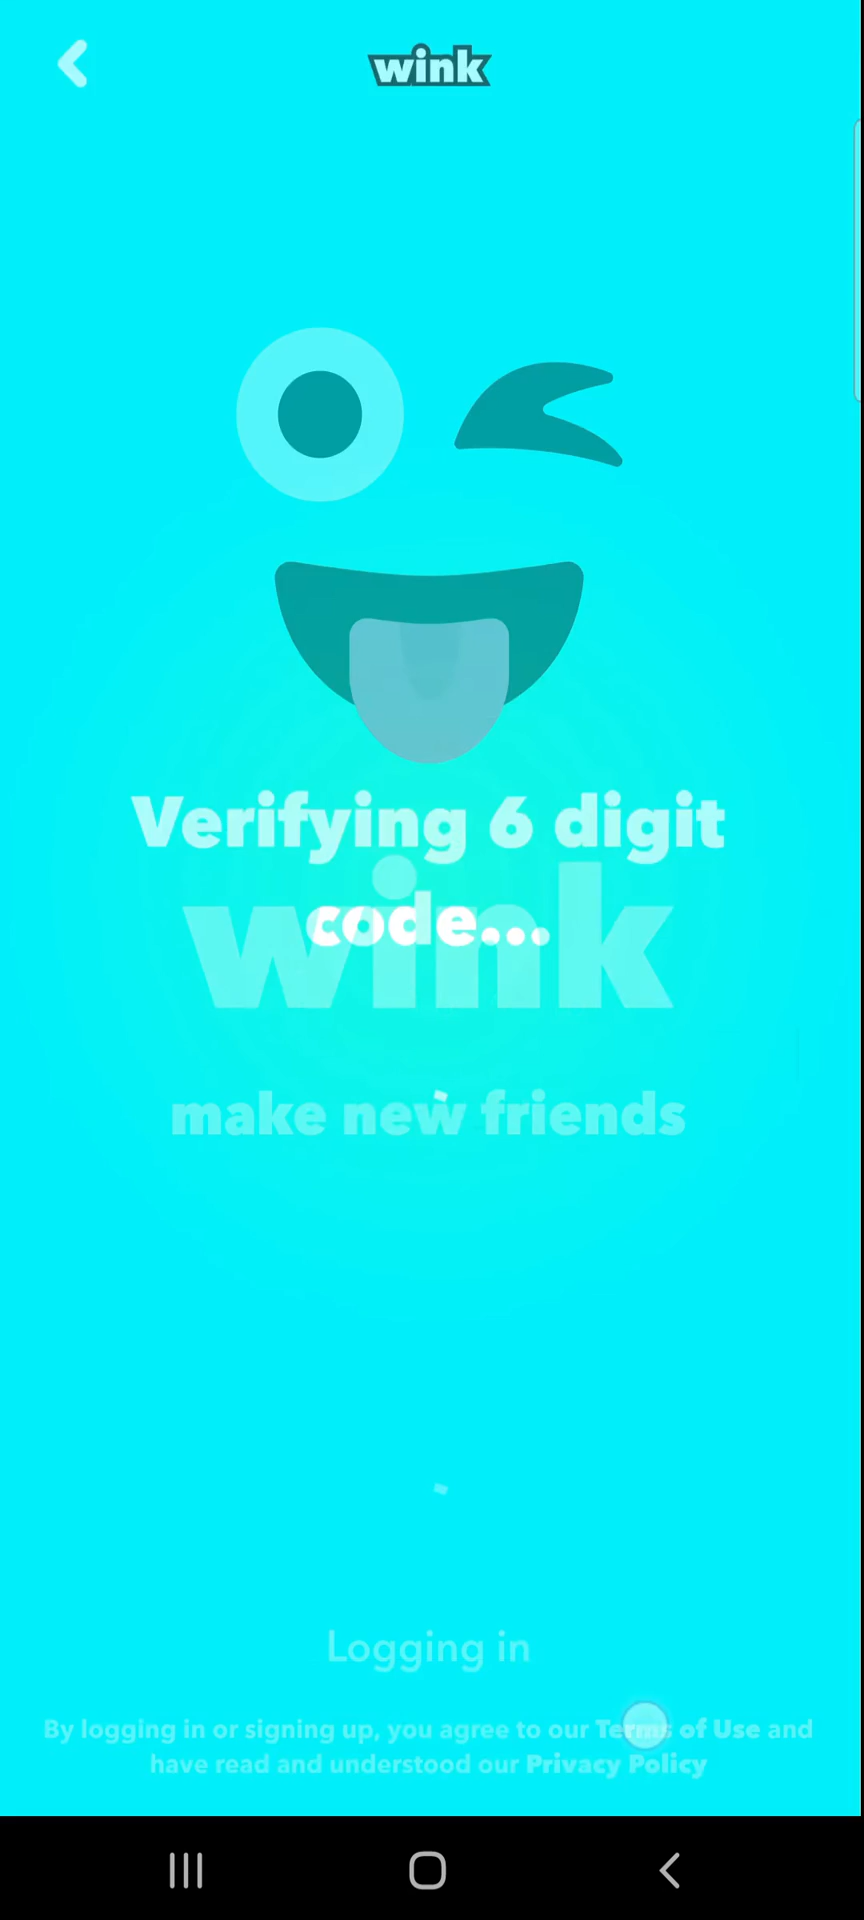 wink
Verifying 6 digit
code...
wink
make new friends
Logging in
By logging in or signing up, you agree to our Terms of Use and
have read and understood our Privacy Policy